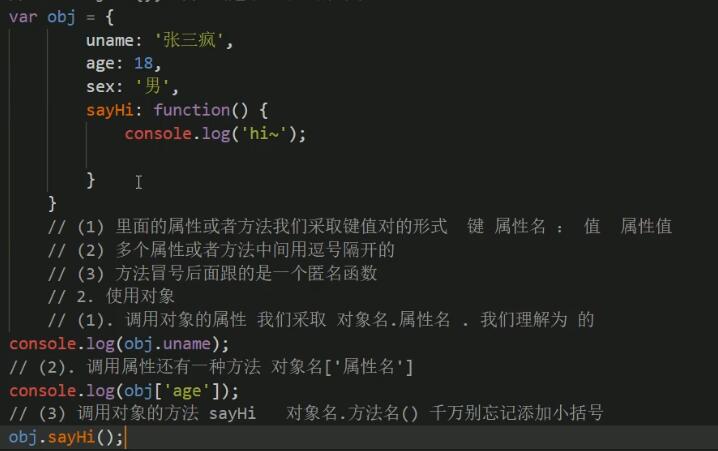 var obj = {
uname: '张三疯',
age: 18,
sex: '男',
sayHi: function() {
console.log('hi~');
}
}
// (1) 里面的属性或者方法我们采取键值对的形式 键 属性名 : 值 属性值
// (2) 多个属性或者方法中间用逗号隔开的
// (3) 方法冒号后面跟的是一个匿名函数
// 2. 使用对象
// (1). 调用对象的属性 我们采取 对象名.属性名 . 我们理解为 的
console.log(obj.uname);
// (2). 调用属性还有一种方法 对象名['属性名']
console.log(obj['age']);
// (3) 调用对象的方法 sayHi 对象名.方法名() 千万别忘记添加小括号
obj.sayHi();